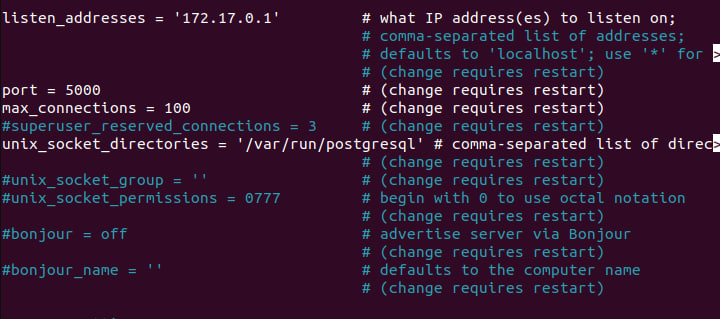 listen_addresses = '172.17.0.1'         # what IP address(es) to listen on;
                                        # comma-separated list of addresses;
                                        # defaults to 'localhost'; use '*' for >
                                        # (change requires restart)
port = 5000                             # (change requires restart)
max_connections = 100                   # (change requires restart)
#superuser_reserved_connections = 3     # (change requires restart)
unix_socket_directories = '/var/run/postgresql' # comma-separated list of direc>
                                        # (change requires restart)
#unix_socket_group = ''                 # (change requires restart)
#unix_socket_permissions = 0777         # begin with 0 to use octal notation
                                        # (change requires restart)
#bonjour = off                          # advertise server via Bonjour
                                        # (change requires restart)
#bonjour_name = ''                      # defaults to the computer name
                                        # (change requires restart)